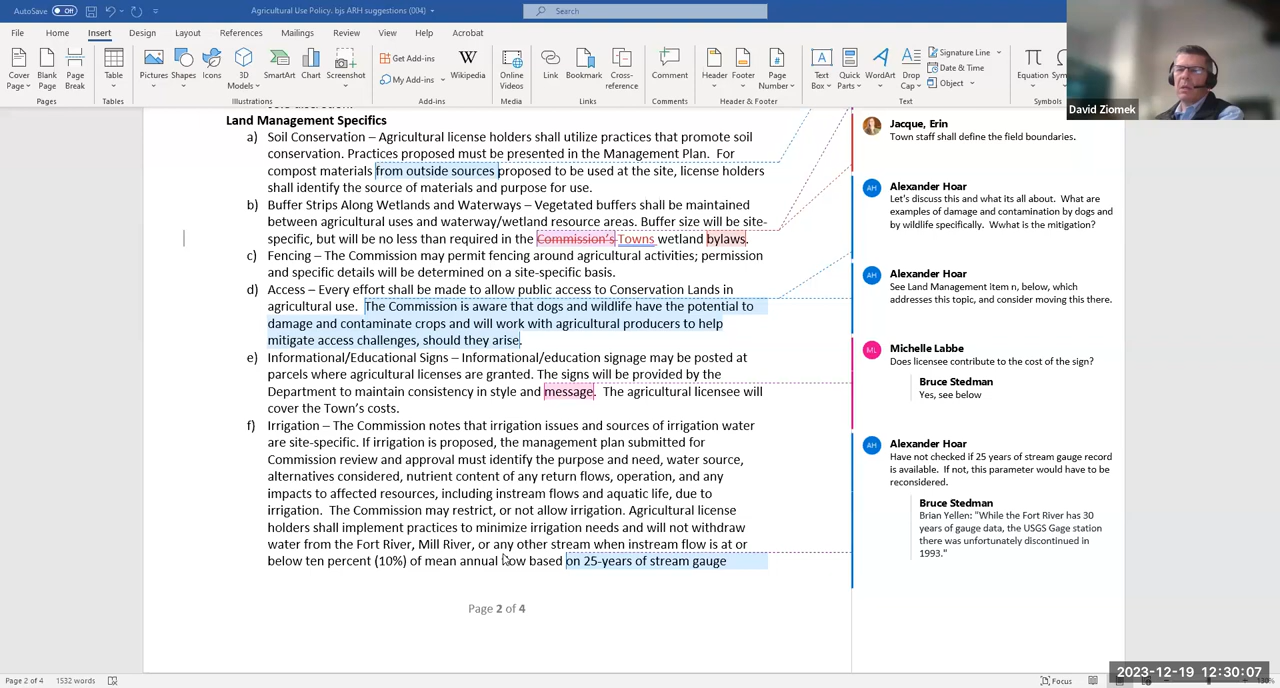 AutoSave Off
Agricultural Use Policy. bjs ARH suggestions (004)
Search
File Home Insert Design Layout References Mailings Review View Help Acrobat
Cover Page
Blank Page
Page Break
Pages
Table
Tables
Pictures
Shapes
Icons
3D Models
SmartArt
Chart
Screenshot
Illustrations
Get Add-ins
My Add-ins
Wikipedia
Add-ins
Online Videos
Media
Link
Bookmark
Cross-reference
Links
Comment
Comments
Header
Footer
Page Number
Header & Footer
Text Box
Quick Parts
WordArt
Drop Cap
Signature Line
Date & Time
Object
Text
Equation
Symbols
David Ziomek
Land Management Specifics
a) Soil Conservation – Agricultural license holders shall utilize practices that promote soil
conservation. Practices proposed must be presented in the Management Plan. For
compost materials from outside sources proposed to be used at the site, license holders
shall identify the source of materials and purpose for use.
b) Buffer Strips Along Wetlands and Waterways – Vegetated buffers shall be maintained
between agricultural uses and waterway/wetland resource areas. Buffer size will be site-
specific, but will be no less than required in the Commission's Towns wetland bylaws.
c) Fencing – The Commission may permit fencing around agricultural activities; permission
and specific details will be determined on a site-specific basis.
d) Access – Every effort shall be made to allow public access to Conservation Lands in
agricultural use. The Commission is aware that dogs and wildlife have the potential to
damage and contaminate crops and will work with agricultural producers to help
mitigate access challenges, should they arise.
e) Informational/Educational Signs – Informational/education signage may be posted at
parcels where agricultural licenses are granted. The signs will be provided by the
Department to maintain consistency in style and message. The agricultural licensee will
cover the Town's costs.
f) Irrigation – The Commission notes that irrigation issues and sources of irrigation water
are site-specific. If irrigation is proposed, the management plan submitted for
Commission review and approval must identify the purpose and need, water source,
alternatives considered, nutrient content of any return flows, operation, and any
impacts to affected resources, including instream flows and aquatic life, due to
irrigation. The Commission may restrict, or not allow irrigation. Agricultural license
holders shall implement practices to minimize irrigation needs and will not withdraw
water from the Fort River, Mill River, or any other stream when instream flow is at or
below ten percent (10%) of mean annual flow based on 25-years of stream gauge
Page 2 of 4
Jacque, Erin
Town staff shall define the field boundaries.
AH
Alexander Hoar
Let's discuss this and what its all about. What are
examples of damage and contamination by dogs and
by wildlife specifically. Wwhat is the mitigation?
AH
Alexander Hoar
See Land Management item n, below, which
addresses this topic, and consider moving this there.
ML
Michelle Labbe
Does licensee contribute to the cost of the sign?
Bruce Stedman
Yes, see below
AH
Alexander Hoar
Have not checked if 25 years of stream gauge record
is available. If not, this parameter would have to be
reconsidered.
Bruce Stedman
Brian Yellen: "While the Fort River has 30
years of gauge data, the USGS Gage station
there was unfortunately discontinued in
1993."
Page 2 of 4 1532 words
Focus
2023-12-19 12:30:07